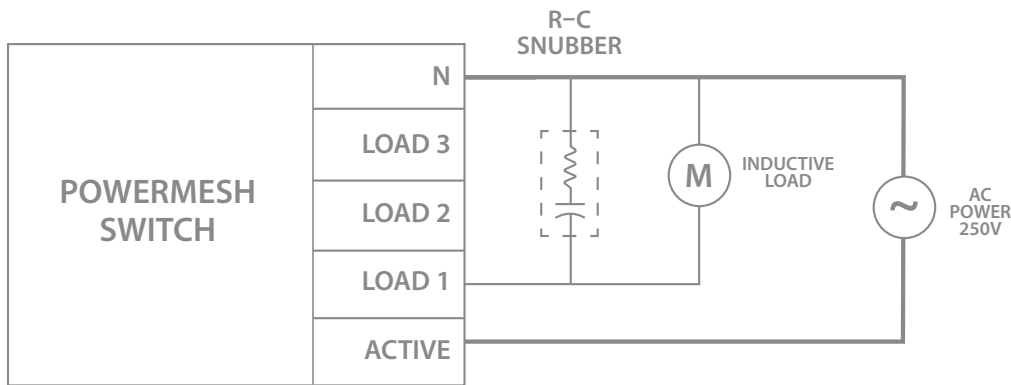 R–C
SNUBBER
N
LOAD 3
POWERMESH
SWITCH
LOAD 2
LOAD 1
ACTIVE
M
INDUCTIVE
LOAD
~
AC
POWER
250V